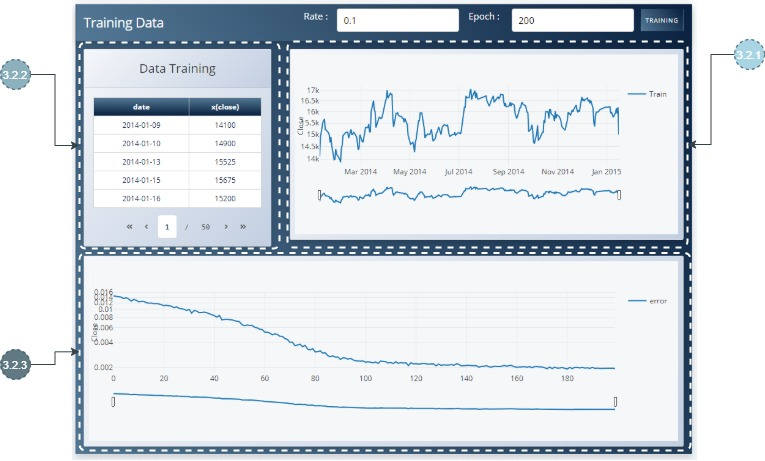 Training Data Rate : 0.1 Epoch : 200 TRAINING
3.2.2
3.2.1
Data Training
date x(close)
2014-01-09 14100
2014-01-10 14900
2014-01-13 15525
2014-01-15 15675
2014-01-16 15200
« ‹ 1 / 50 › »
Train
17k
16.5k
16k
15.5k
15k
14.5k
14k
Close
Mar 2014 May 2014 Jul 2014 Sep 2014 Nov 2014 Jan 2015
3.2.3
error
0.016
0.014
0.012
0.01
0.008
0.006
0.004
0.002
Close
0 20 40 60 80 100 120 140 160 180